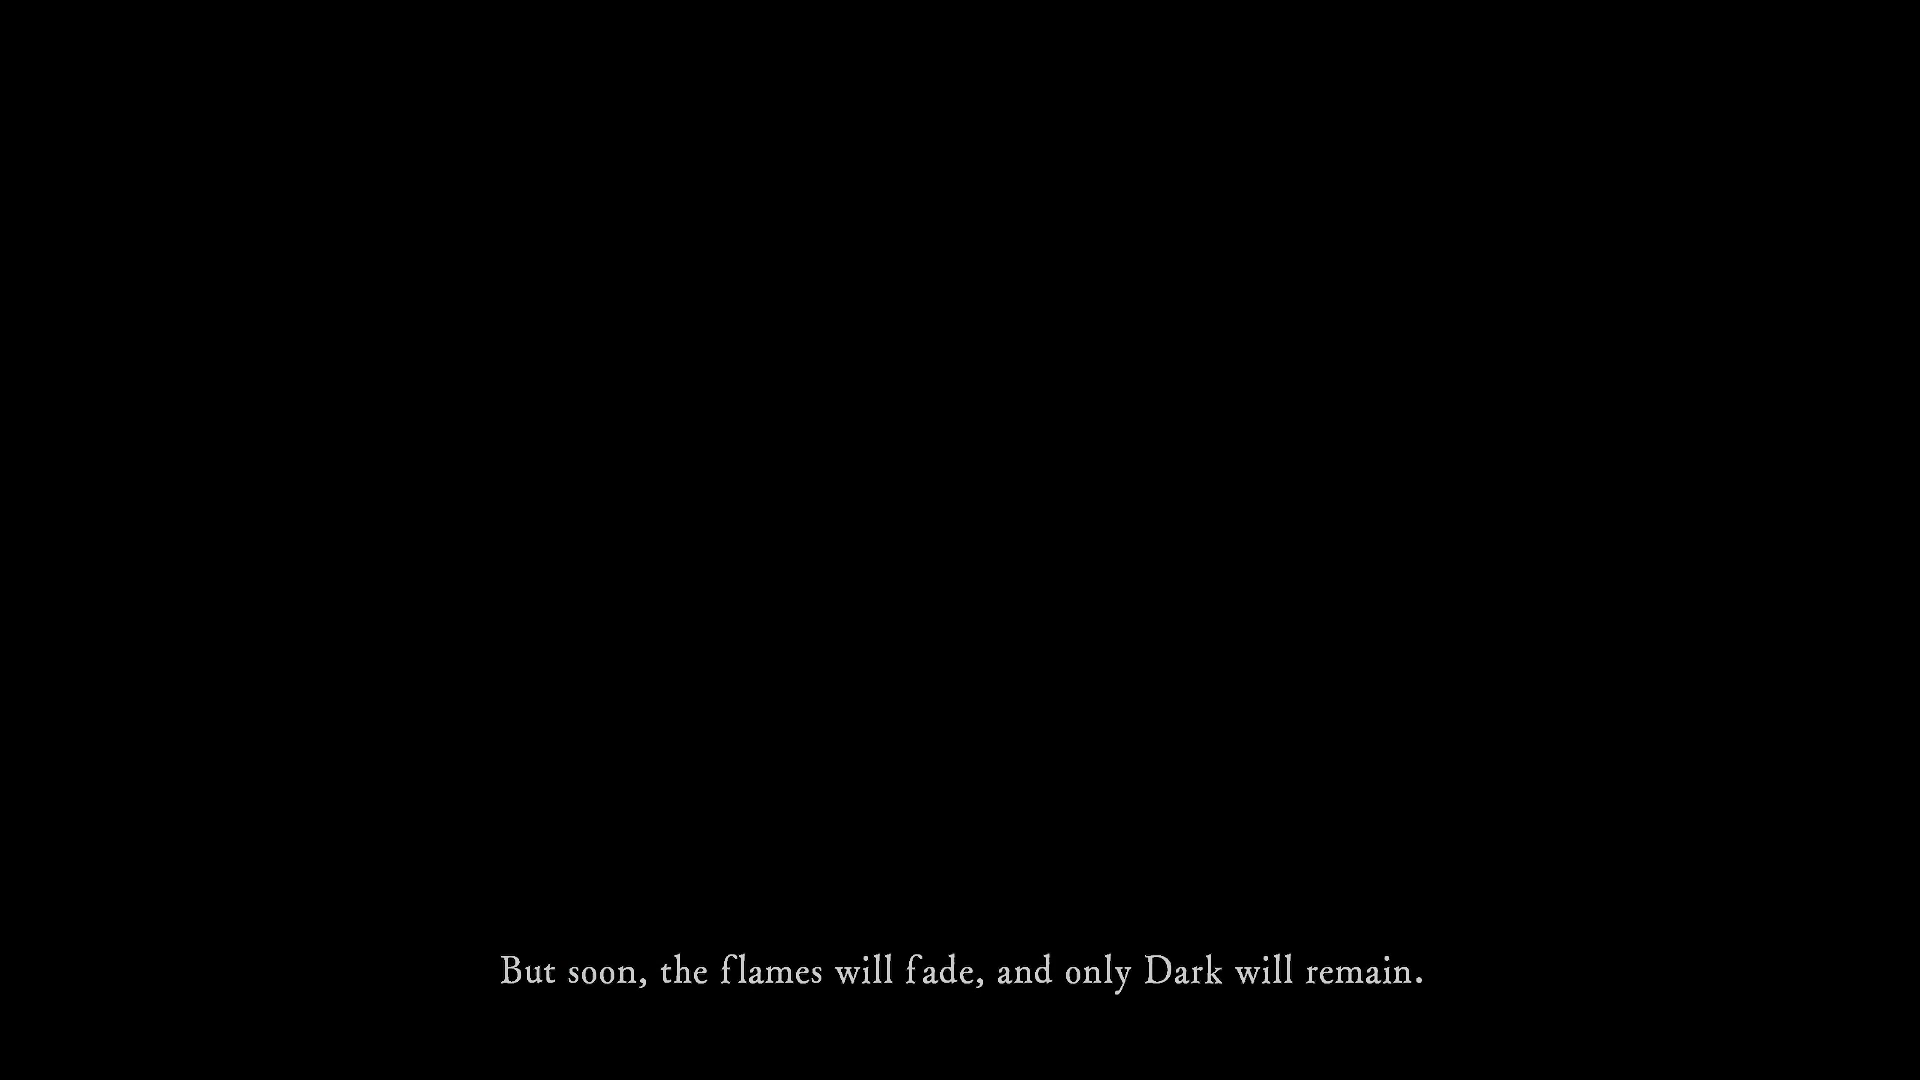 But soon, the flames will fade, and only Dark will remain.